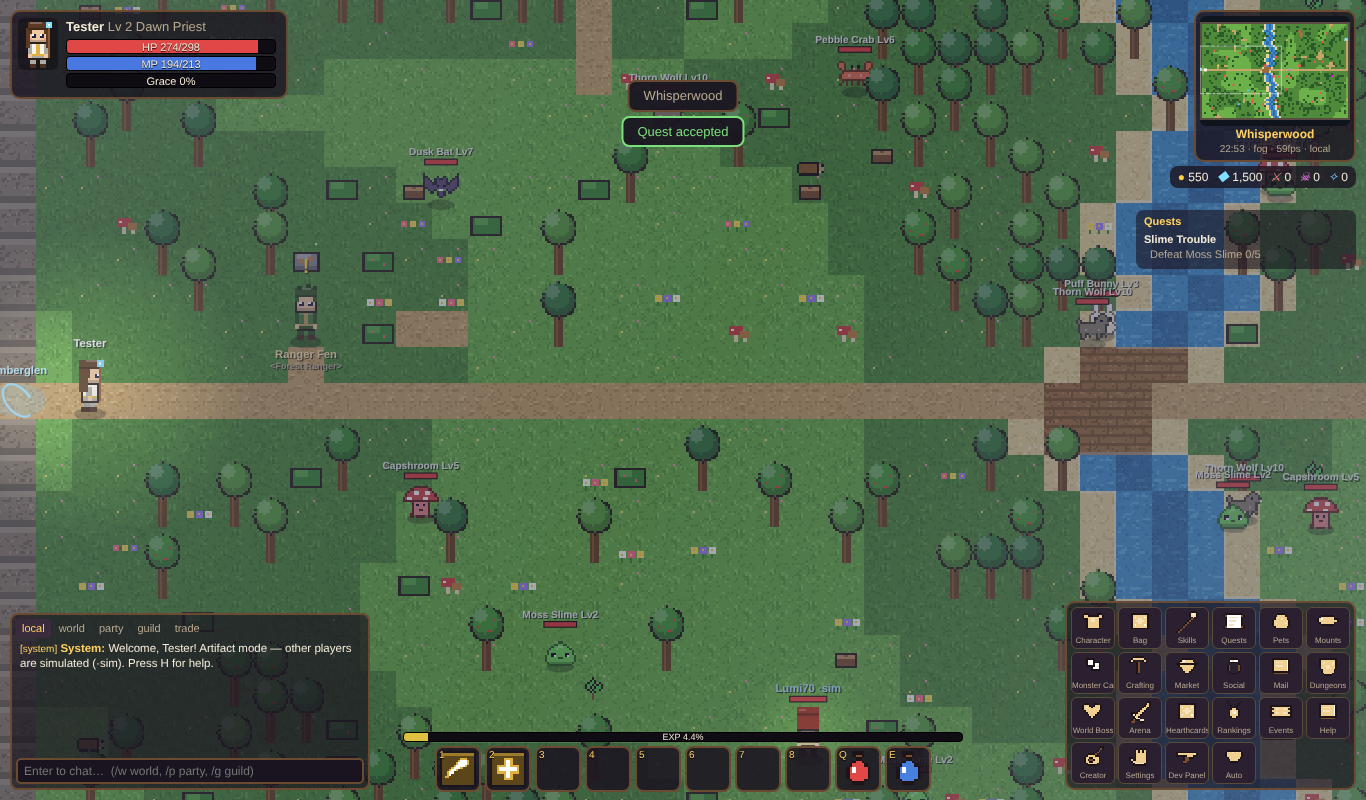 Tester Lv 2 Dawn Priest
HP 274/298
MP 194/213
Grace 0%
Whisperwood
Quest accepted
Pebble Crab Lv6
Thorn Wolf Lv10
Dusk Bat Lv7
Whisperwood
22:53 · fog · 59fps · local
550 1,500 0 0 0
Quests
Slime Trouble
Defeat Moss Slime 0/5
Puff Bunny Lv3
Thorn Wolf Lv10
Tester
mberglen
Ranger Fen
<Forest Ranger>
Capshroom Lv5
Thorn Wolf Lv10
Moss Slime Lv2
Capshroom Lv5
Moss Slime Lv2
Lumi70 ·sim
Lv2
local world party guild trade
[system] System: Welcome, Tester! Artifact mode — other players
are simulated (·sim). Press H for help.
Enter to chat… (/w world, /p party, /g guild)
EXP 4.4%
1 2 3 4 5 6 7 8 Q E
Character Bag Skills Quests Pets Mounts
Monster Ca Crafting Market Social Mail Dungeons
World Boss Arena Hearthcards Rankings Events Help
Creator Settings Dev Panel Auto